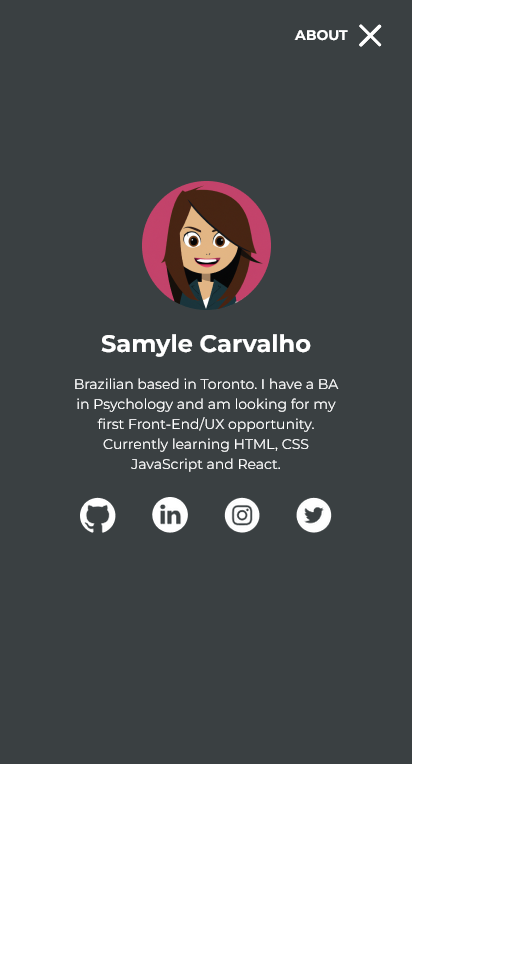 ABOUT
Samyle Carvalho
Brazilian based in Toronto. I have a BA
in Psychology and am looking for my
first Front-End/UX opportunity.
Currently learning HTML, CSS
JavaScript and React.
in